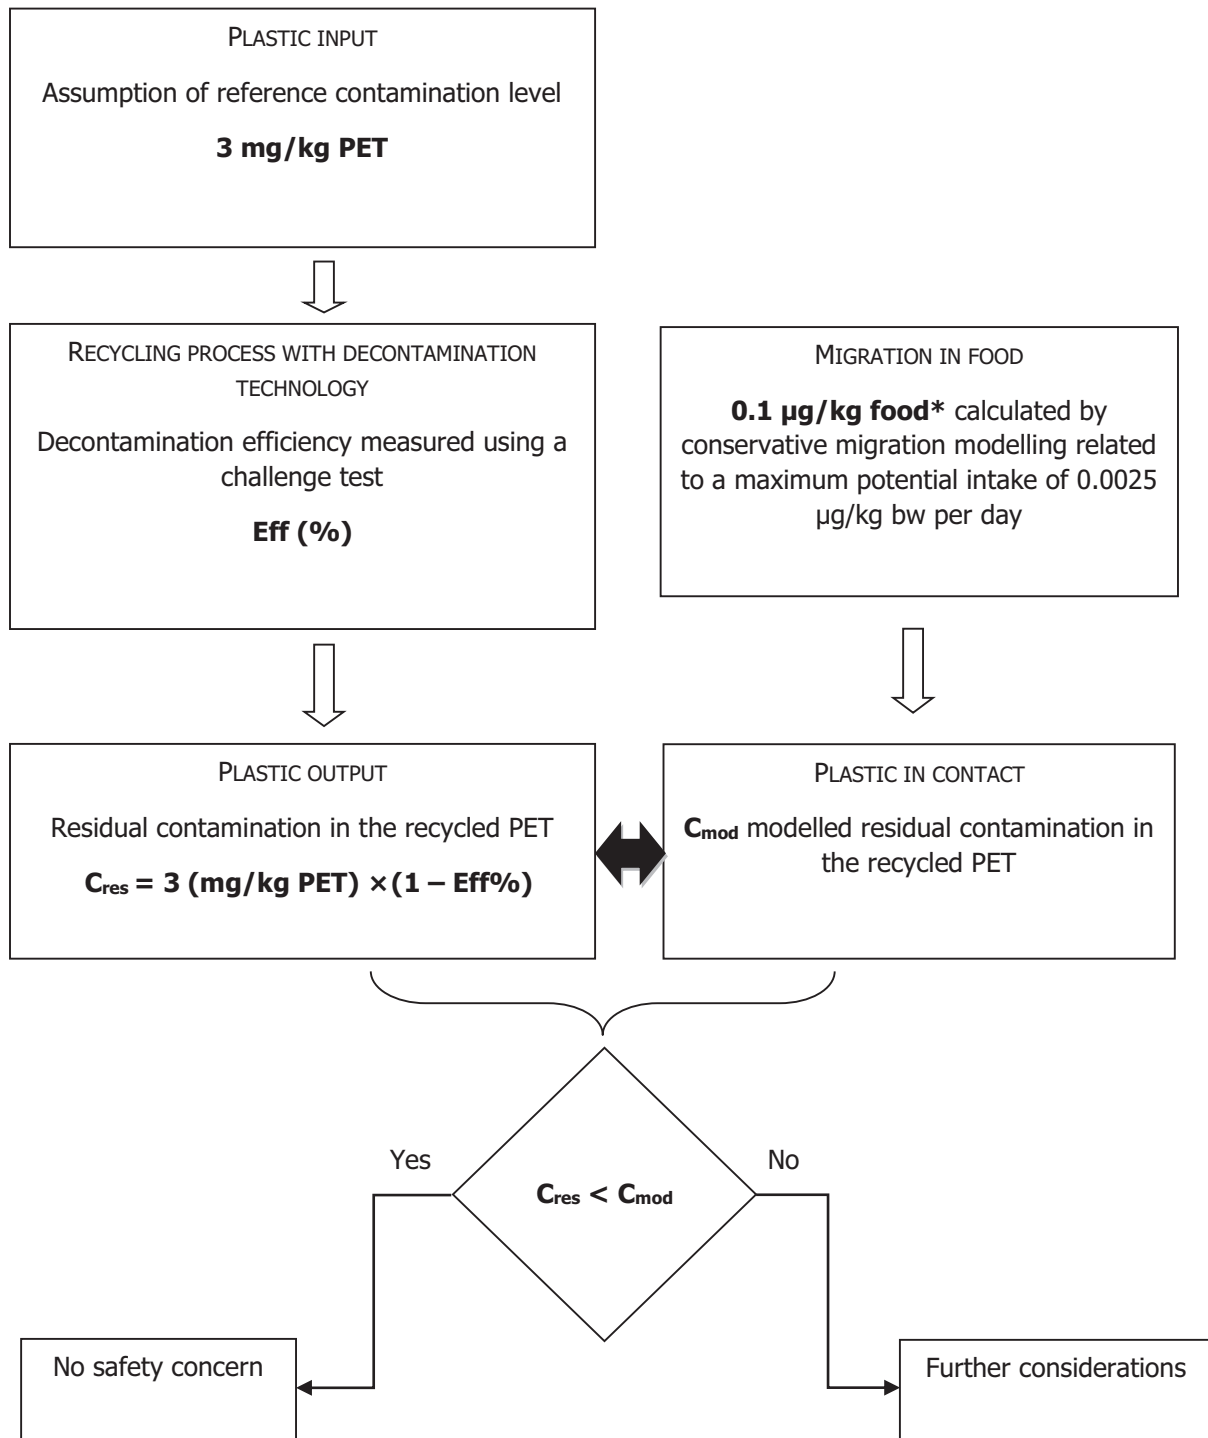 PLASTIC INPUT
Assumption of reference contamination level
3 mg/kg PET
RECYCLING PROCESS WITH DECONTAMINATION
TECHNOLOGY
Decontamination efficiency measured using a
challenge test
Eff (%)
MIGRATION IN FOOD
0.1 µg/kg food* calculated by
conservative migration modelling related
to a maximum potential intake of 0.0025
µg/kg bw per day
PLASTIC OUTPUT
Residual contamination in the recycled PET
Cres = 3 (mg/kg PET) ×(1 – Eff%)
PLASTIC IN CONTACT
Cmod modelled residual contamination in
the recycled PET
Yes
No
Cres < Cmod
No safety concern
Further considerations